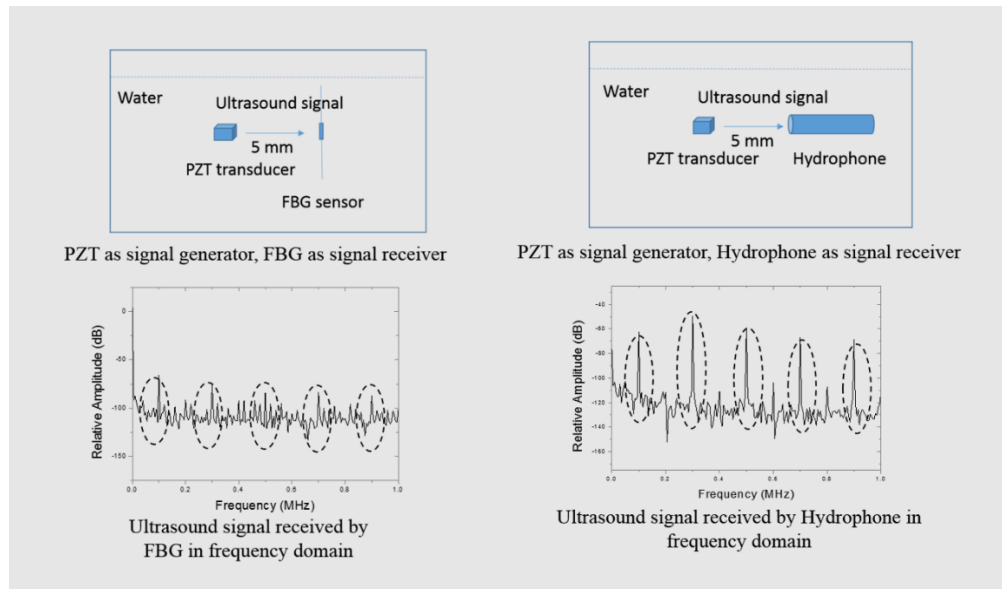 Water
Ultrasound signal
5 mm
PZT transducer
FBG sensor
PZT as signal generator, FBG as signal receiver
Water
Ultrasound signal
5 mm
PZT transducer
Hydrophone
PZT as signal generator, Hydrophone as signal receiver
Relative Amplitude (dB)
0
-50
-100
-150
0.0 0.2 0.4 0.6 0.8 1.0
Frequency (MHz)
Ultrasound signal received by
FBG in frequency domain
Relative Amplitude (dB)
-40
-60
-80
-100
-120
-140
-160
0.0 0.2 0.4 0.6 0.8 1.0
Frequency (MHz)
Ultrasound signal received by Hydrophone in
frequency domain